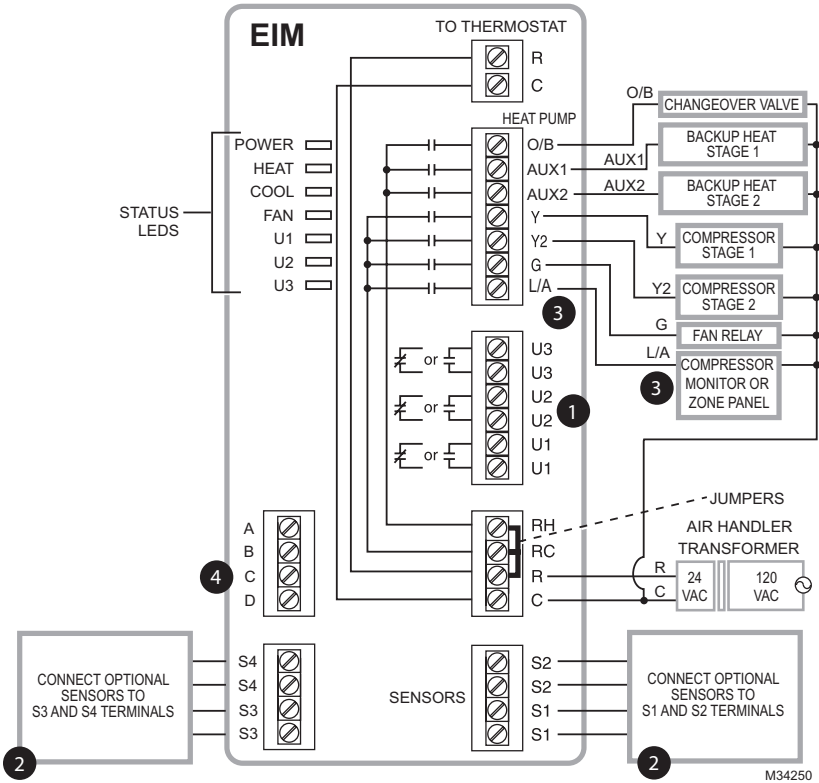 EIM
TO THERMOSTAT
R
C
HEAT PUMP
O/B
AUX1
AUX2
Y
Y2
G
L/A
3
POWER
HEAT
COOL
FAN
U1
U2
U3
STATUS
LEDS
O/B
CHANGEOVER VALVE
AUX1
BACKUP HEAT
STAGE 1
AUX2
BACKUP HEAT
STAGE 2
Y
COMPRESSOR
STAGE 1
Y2
COMPRESSOR
STAGE 2
G
FAN RELAY
L/A
COMPRESSOR
MONITOR OR
ZONE PANEL
3
or
or
or
U3
U3
U2
U2
U1
U1
1
JUMPERS
RH
RC
R
C
AIR HANDLER
TRANSFORMER
R
C
24
VAC
120
VAC
A
B
C
D
4
S4
S4
S3
S3
CONNECT OPTIONAL
SENSORS TO
S3 AND S4 TERMINALS
2
SENSORS
S2
S2
S1
S1
CONNECT OPTIONAL
SENSORS TO
S1 AND S2 TERMINALS
2
M34250